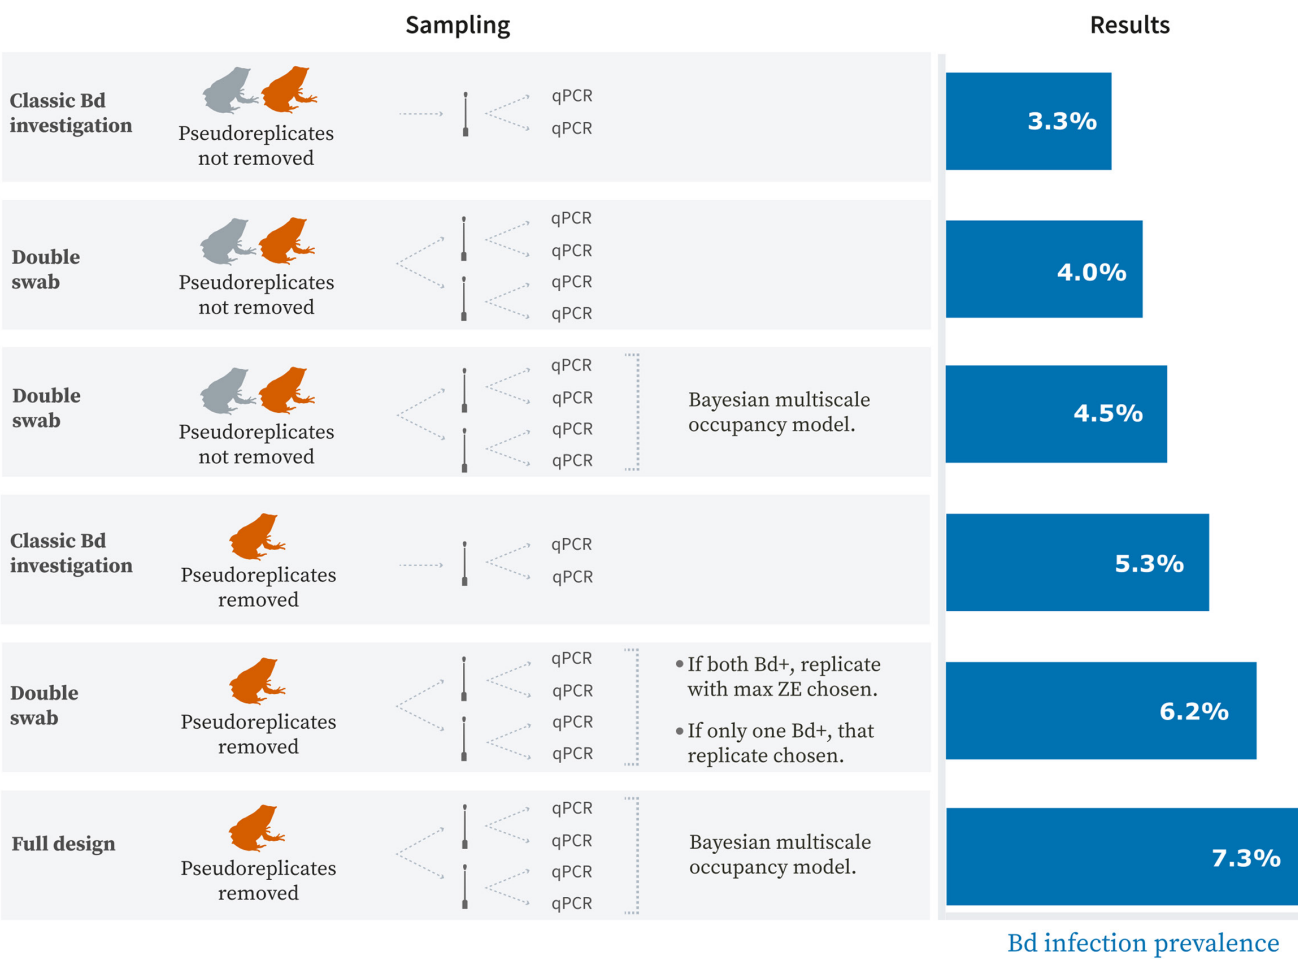 Sampling
Results
Classic Bd
investigation
Pseudoreplicates
not removed
qPCR
qPCR
3.3%
Double
swab
Pseudoreplicates
not removed
qPCR
qPCR
qPCR
qPCR
4.0%
Double
swab
Pseudoreplicates
not removed
qPCR
qPCR
qPCR
qPCR
Bayesian multiscale
occupancy model.
4.5%
Classic Bd
investigation
Pseudoreplicates
removed
qPCR
qPCR
5.3%
Double
swab
Pseudoreplicates
removed
qPCR
qPCR
qPCR
qPCR
• If both Bd+, replicate
with max ZE chosen.
• If only one Bd+, that
replicate chosen.
6.2%
Full design
Pseudoreplicates
removed
qPCR
qPCR
qPCR
qPCR
Bayesian multiscale
occupancy model.
7.3%
Bd infection prevalence